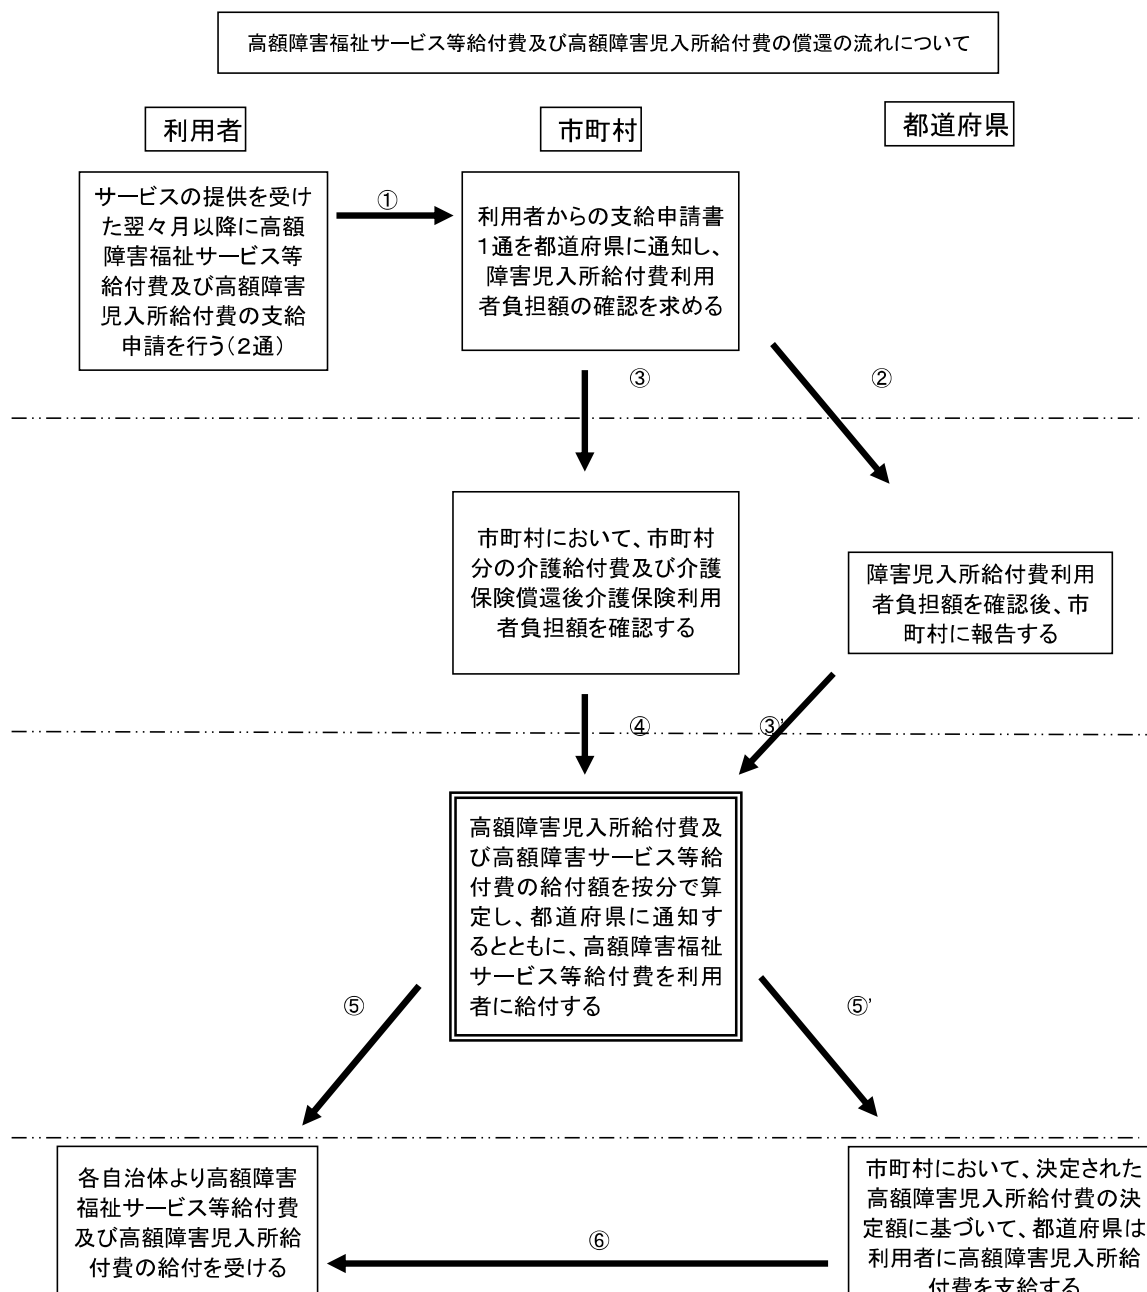 高額障害福祉サービス等給付費及び高額障害児入所給付費の償還の流れについて
利用者
市町村
都道府県
サービスの提供を受け
た翌々月以降に高額
障害福祉サービス等
給付費及び高額障害
児入所給付費の支給
申請を行う(２通)
①
利用者からの支給申請書
１通を都道府県に通知し、
障害児入所給付費利用
者負担額の確認を求める
③
②
市町村において、市町村
分の介護給付費及び介護
保険償還後介護保険利用
者負担額を確認する
障害児入所給付費利用
者負担額を確認後、市
町村に報告する
④
③'
高額障害児入所給付費及
び高額障害サービス等給
付費の給付額を按分で算
定し、都道府県に通知す
るとともに、高額障害福祉
サービス等給付費を利用
者に給付する
⑤
⑤'
各自治体より高額障害
福祉サービス等給付費
及び高額障害児入所給
付費の給付を受ける
⑥
市町村において、決定された
高額障害児入所給付費の決
定額に基づいて、都道府県は
利用者に高額障害児入所給
付費を支給する